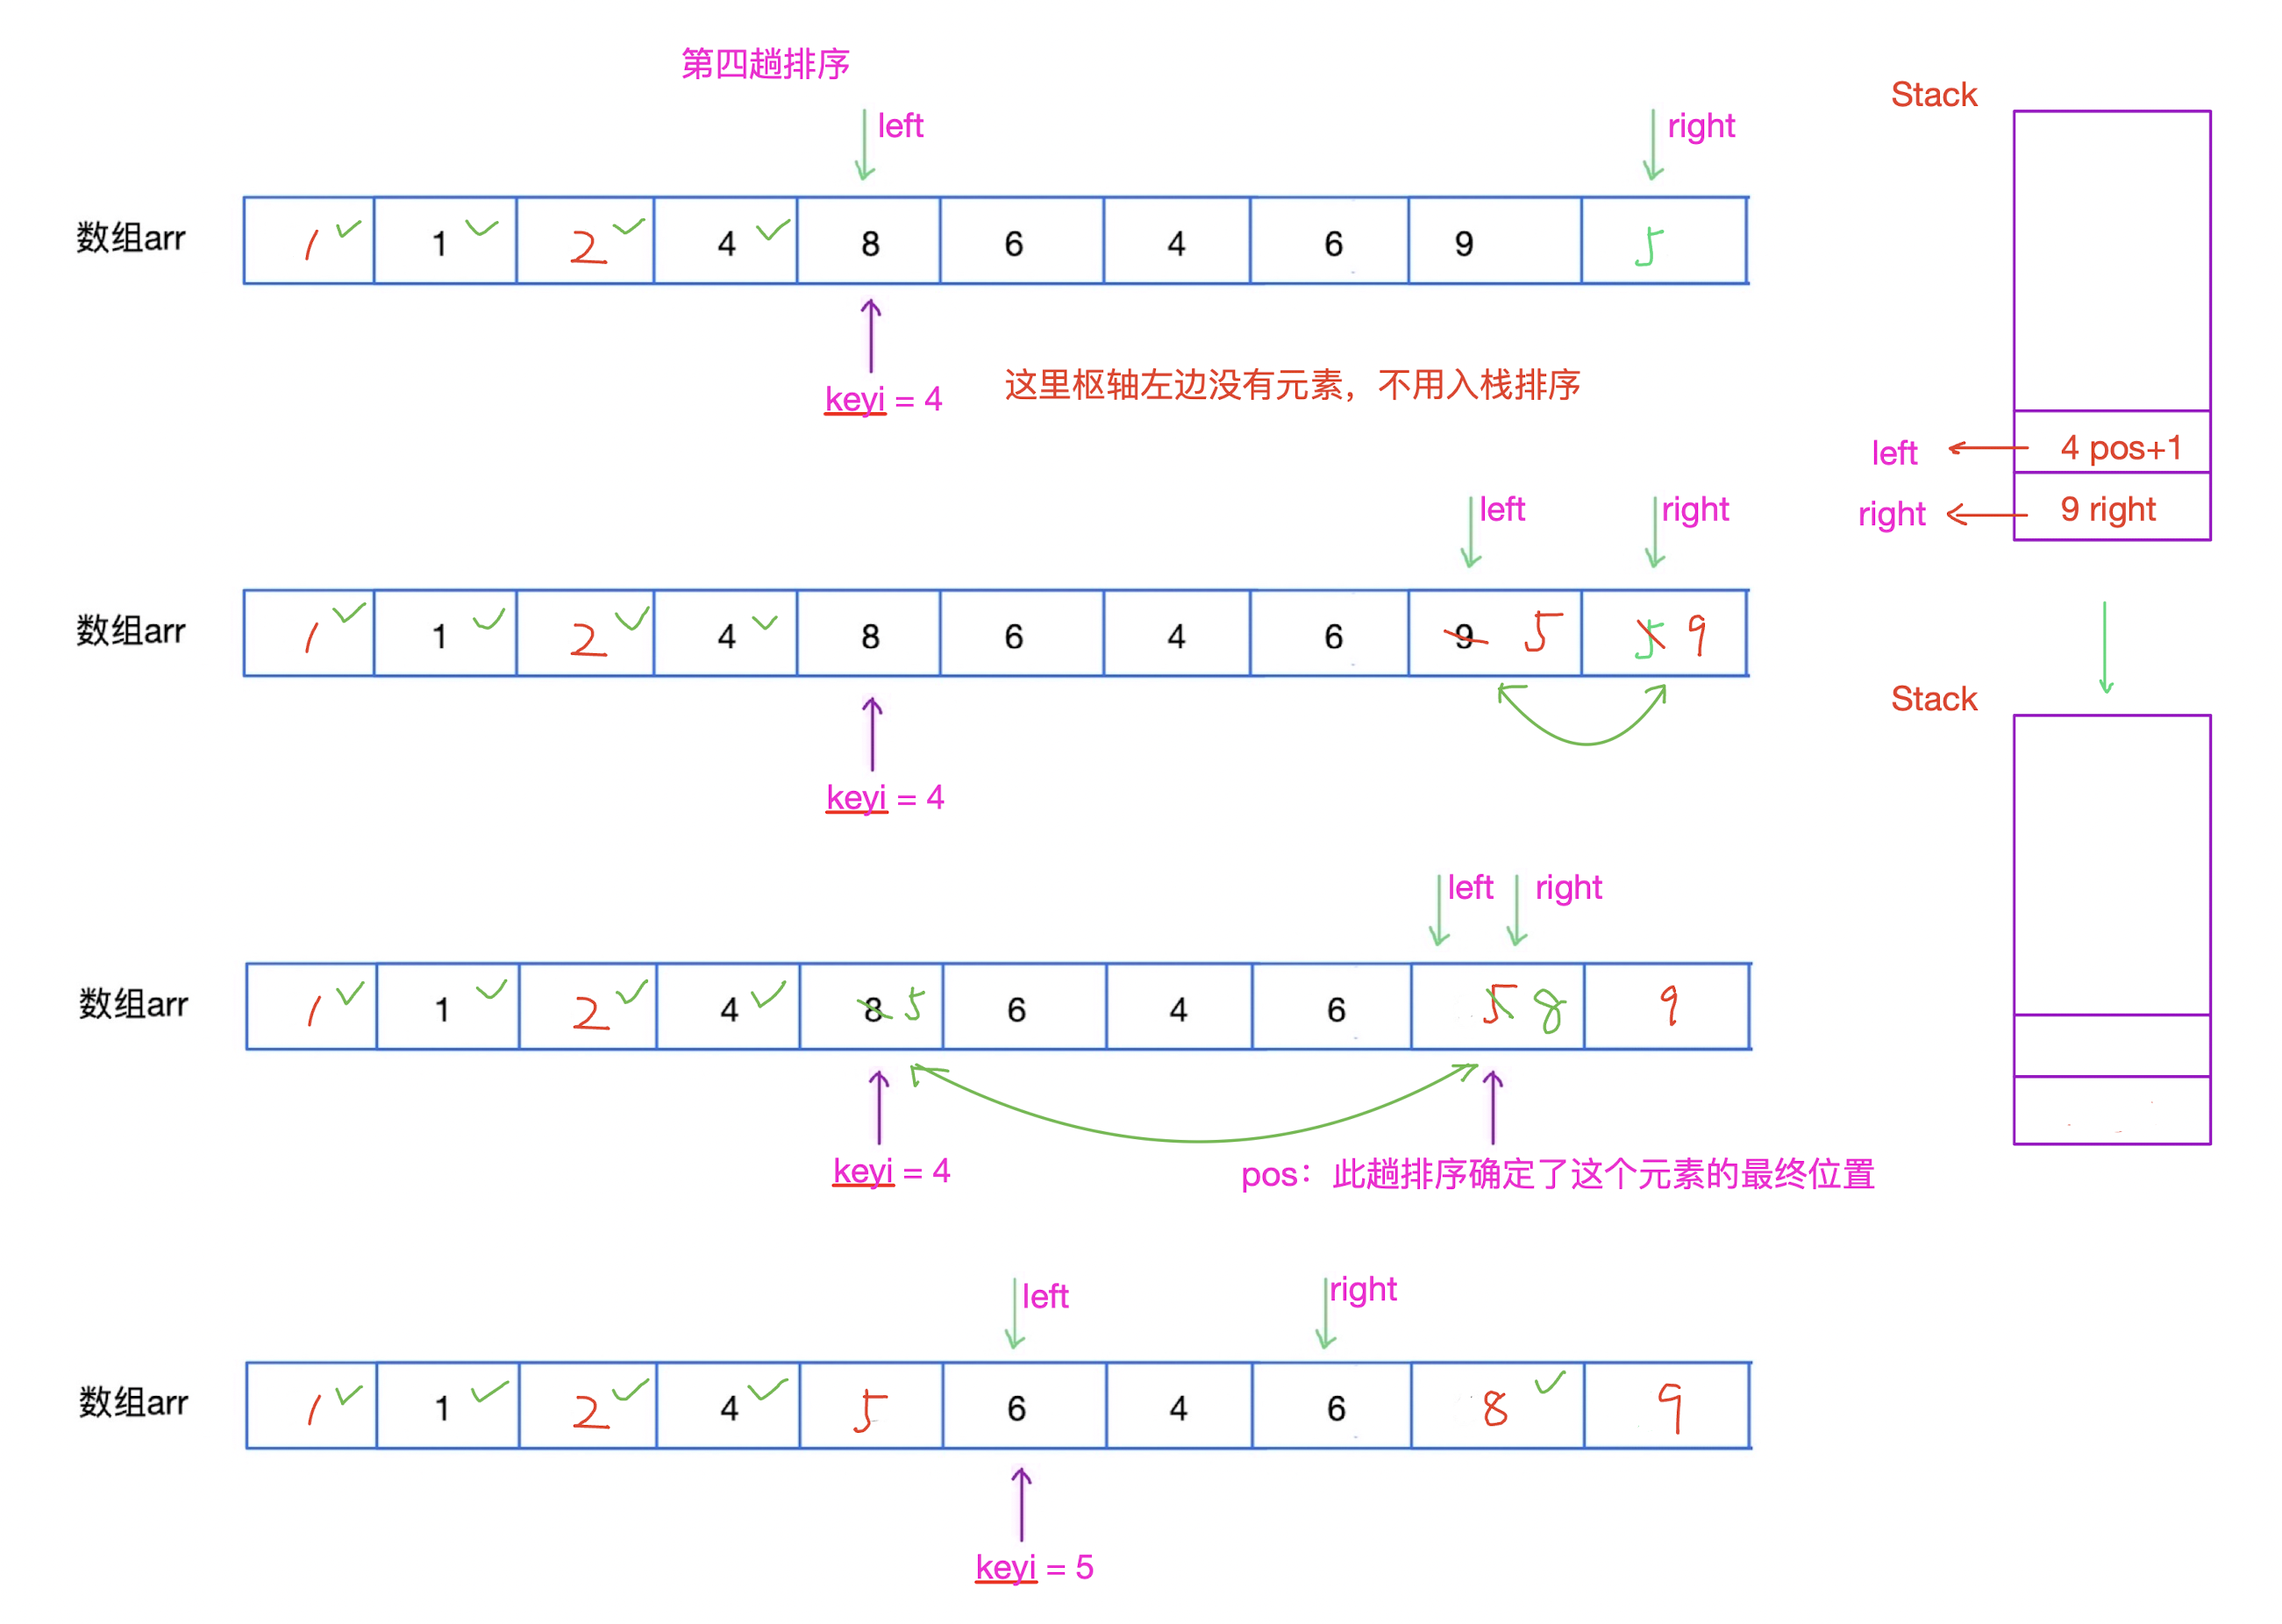 第四趟排序
Stack
left right
数组arr 1 1 2 4 8 6 4 6 9 5
keyi = 4 这里枢轴左边没有元素，不用入栈排序
left 4 pos+1
right 9 right
left right
数组arr 1 1 2 4 8 6 4 6 9 5 5 9
Stack
keyi = 4
left right
数组arr 1 1 2 4 8 5 6 4 6 5 8 9
keyi = 4 pos：此趟排序确定了这个元素的最终位置
left right
数组arr 1 1 2 4 5 6 4 6 8 9
keyi = 5